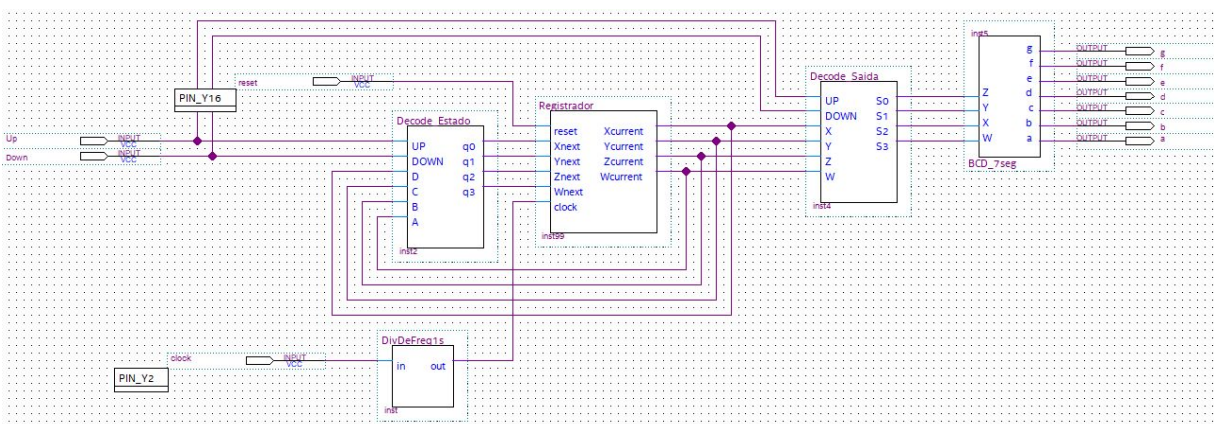 reset
INPUT
VCC
PIN_Y16
Up
INPUT
VCC
Down
INPUT
VCC
Decode_Estado
UP
DOWN
D
C
B
A
q0
q1
q2
q3
inst2
Registrador
reset
Xnext
Ynext
Znext
Wnext
clock
Xcurrent
Ycurrent
Zcurrent
Wcurrent
inst99
Decode_Saida
UP
DOWN
X
Y
Z
W
S0
S1
S2
S3
inst4
inst5
Z
Y
X
W
g
f
e
d
c
b
a
BCD_7seg
OUTPUT g
OUTPUT f
OUTPUT e
OUTPUT d
OUTPUT c
OUTPUT b
OUTPUT a
clock
INPUT
VCC
PIN_Y2
DivDeFreq1s
in out
inst